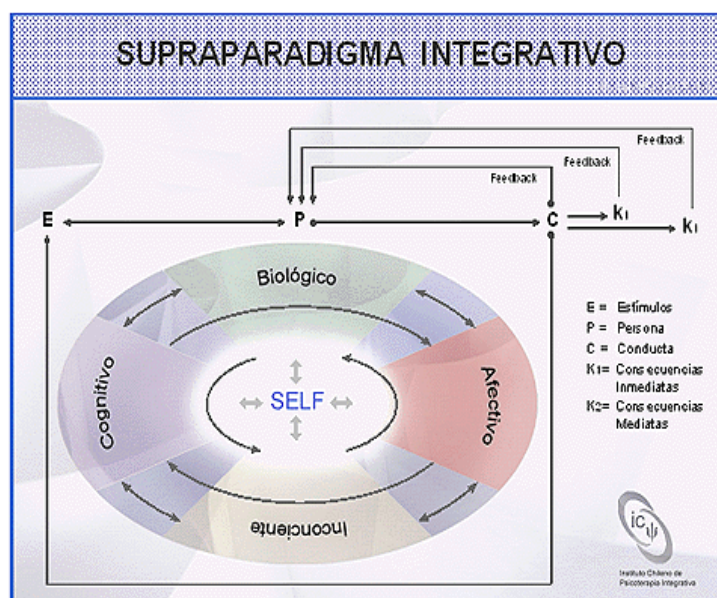 SUPRAPARADIGMA INTEGRATIVO
Feedback
Feedback
Feedback
E
P
C
K1
K1
Biológico
Cognitivo
SELF
Afectivo
Inconciente
E = Estímulos
P = Persona
C = Conducta
K1= Consecuencias
Inmediatas
K2= Consecuencias
Mediatas
ic
Instituto Chileno de
Psicoterapia Integrativa